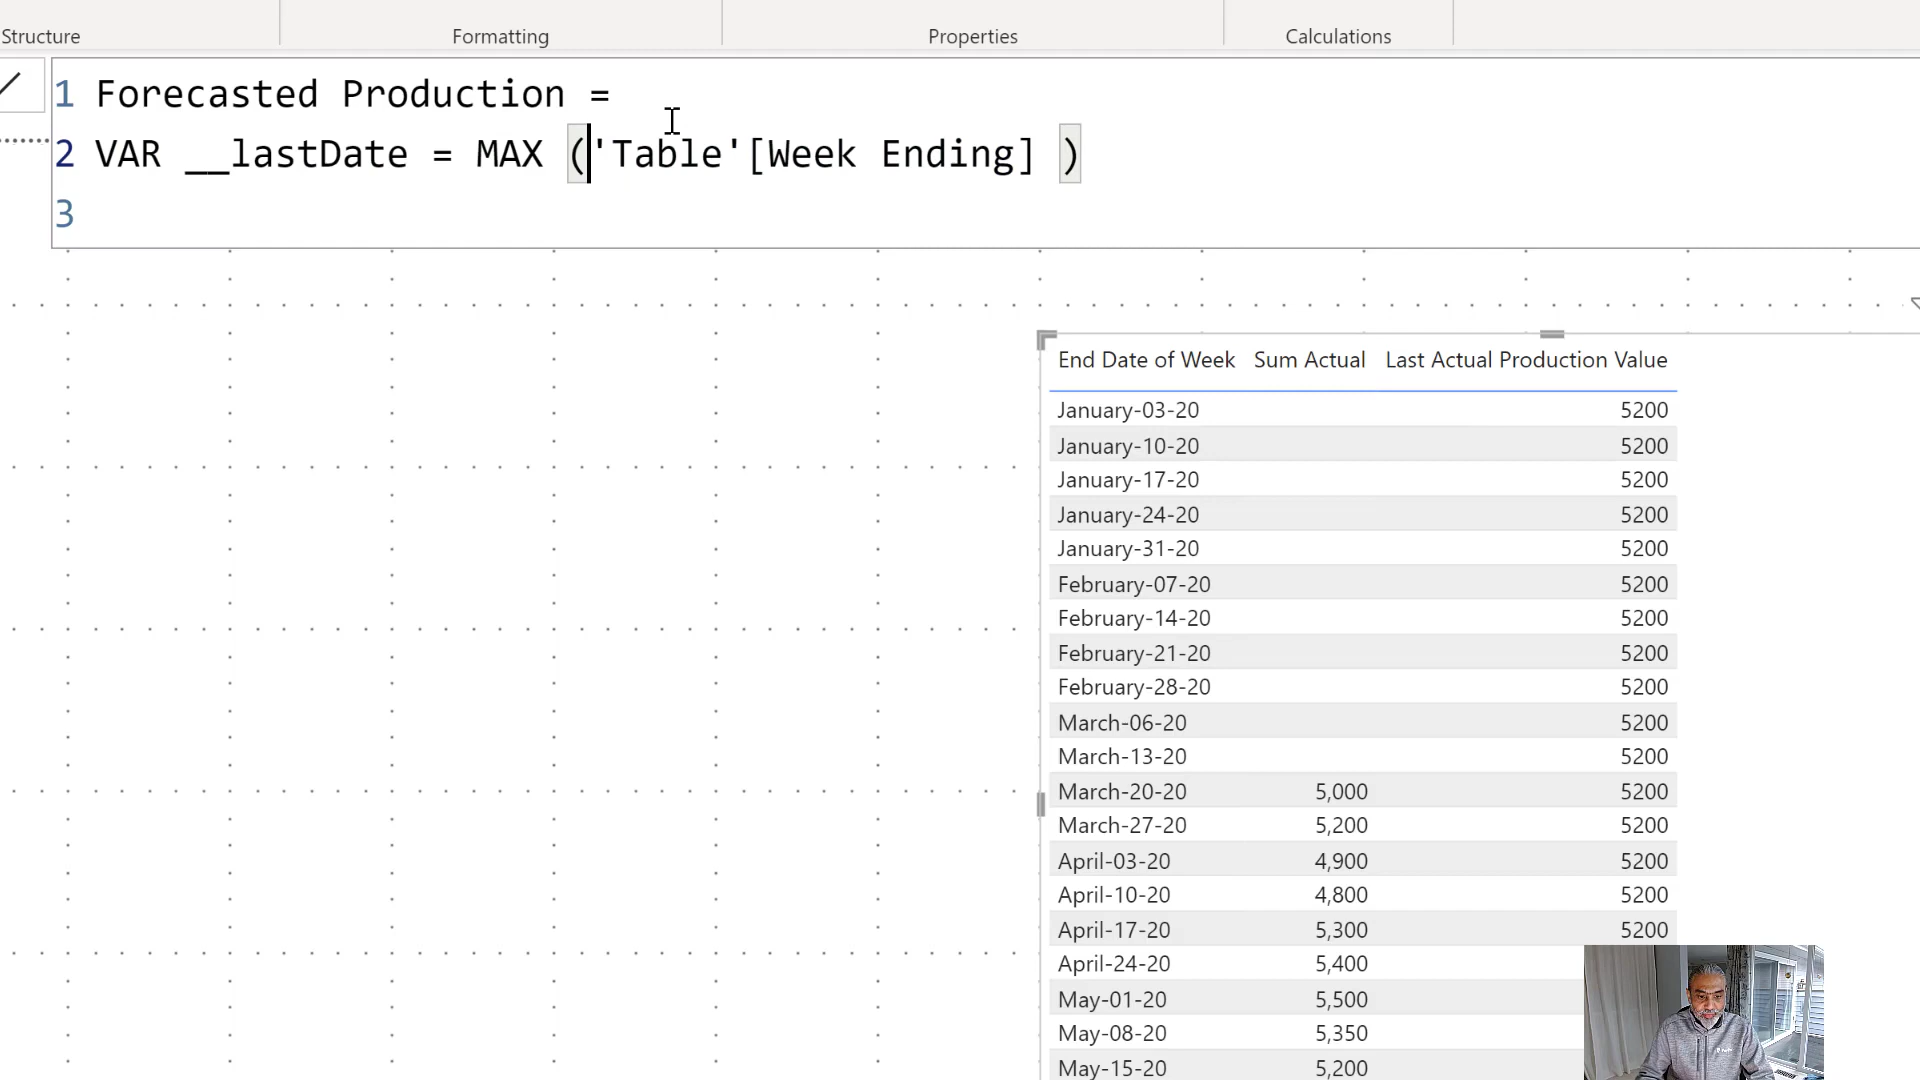 Structure Formatting Properties Calculations
1 Forecasted Production =
2 VAR __lastDate = MAX ('Table'[Week Ending] )
3
End Date of Week Sum Actual Last Actual Production Value
January-03-20 5200
January-10-20 5200
January-17-20 5200
January-24-20 5200
January-31-20 5200
February-07-20 5200
February-14-20 5200
February-21-20 5200
February-28-20 5200
March-06-20 5200
March-13-20 5200
March-20-20 5,000 5200
March-27-20 5,200 5200
April-03-20 4,900 5200
April-10-20 4,800 5200
April-17-20 5,300 5200
April-24-20 5,400
May-01-20 5,500
May-08-20 5,350
May-15-20 5,200